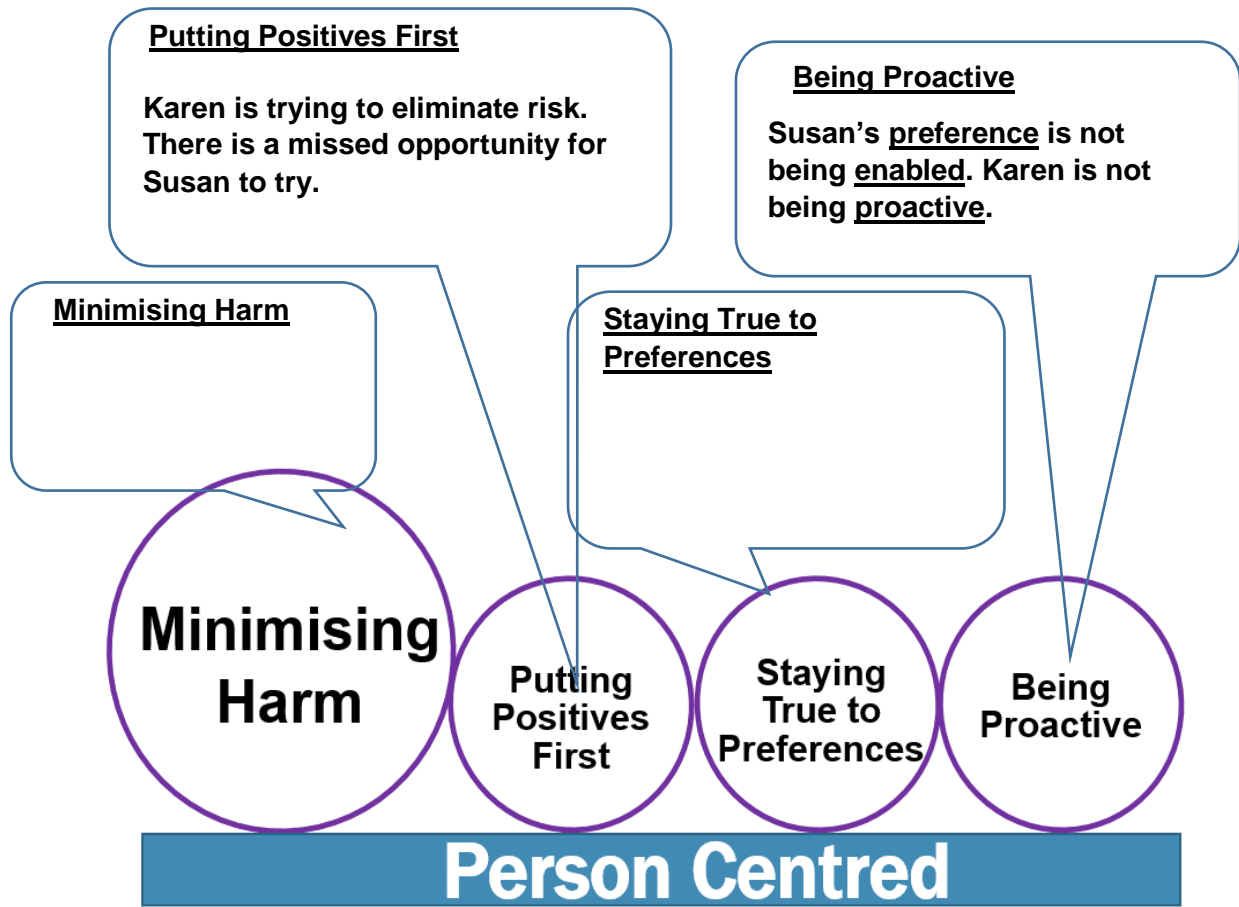 Putting Positives First
Karen is trying to eliminate risk.
There is a missed opportunity for
Susan to try.
Being Proactive
Susan’s preference is not
being enabled. Karen is not
being proactive.
Minimising Harm
Staying True to
Preferences
Minimising
Harm
Putting
Positives
First
Staying
True to
Preferences
Being
Proactive
Person Centred